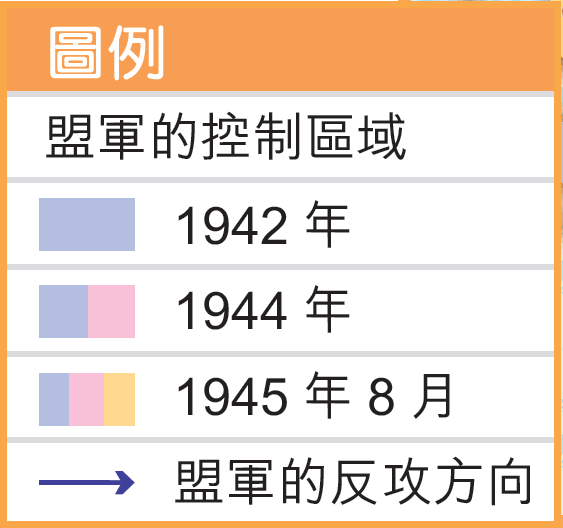 圖例
盟軍的控制區域
1942 年
1944 年
1945 年 8 月
盟軍的反攻方向